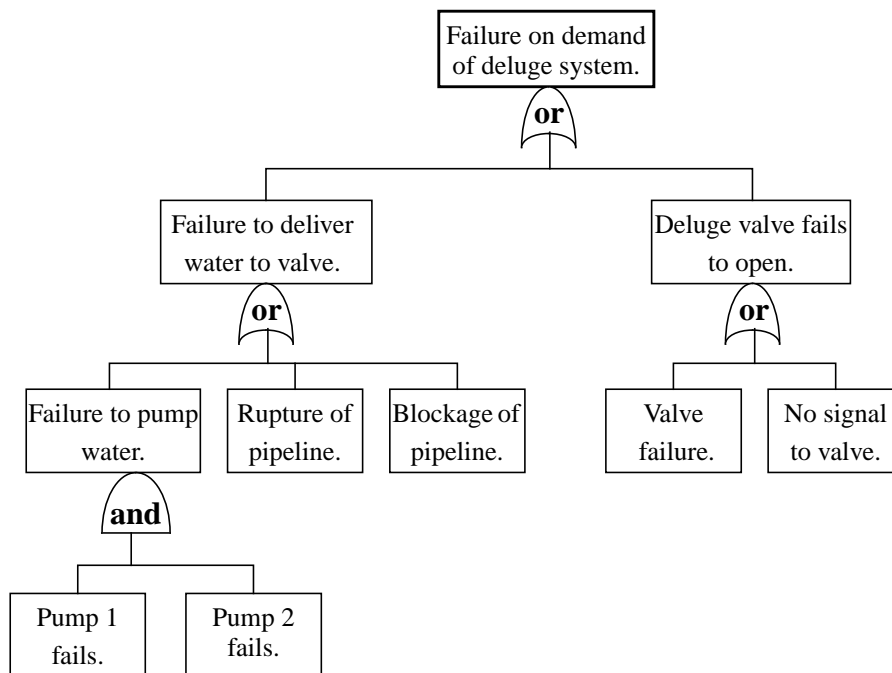 Failure on demand
of deluge system.
or
Failure to deliver
water to valve.
Deluge valve fails
to open.
or
or
Failure to pump
water.
Rupture of
pipeline.
Blockage of
pipeline.
Valve
failure.
No signal
to valve.
and
Pump 1
fails.
Pump 2
fails.